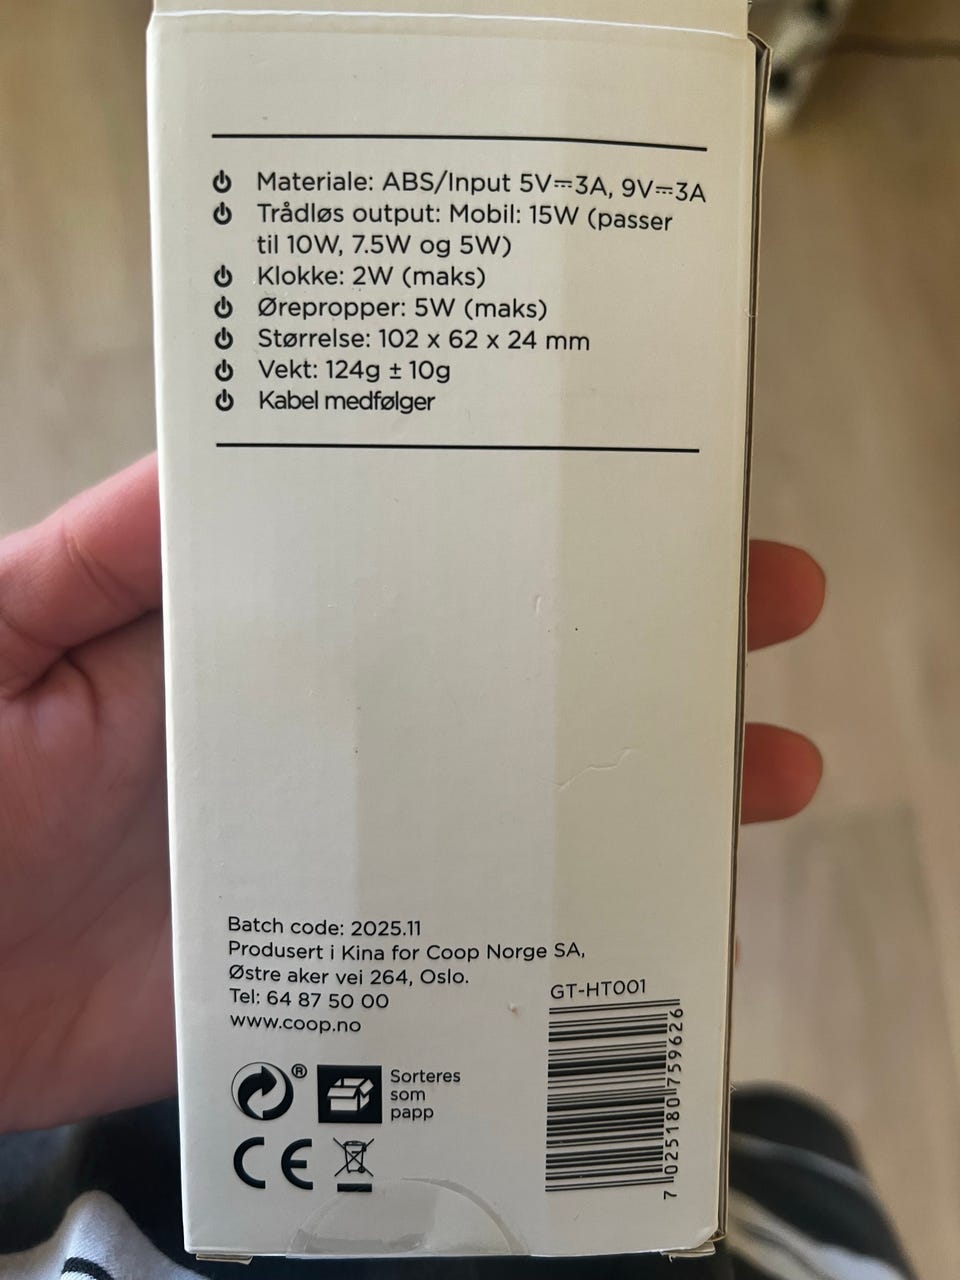 Materiale: ABS/Input 5V⎓3A, 9V⎓3A
Trådløs output: Mobil: 15W (passer
til 10W, 7.5W og 5W)
Klokke: 2W (maks)
Ørepropper: 5W (maks)
Størrelse: 102 x 62 x 24 mm
Vekt: 124g ± 10g
Kabel medfølger
Batch code: 2025.11
Produsert i Kina for Coop Norge SA,
Østre aker vei 264, Oslo.
Tel: 64 87 50 00
www.coop.no
GT-HT001
7 025180 759626
®
Sorteres
som
papp
CE